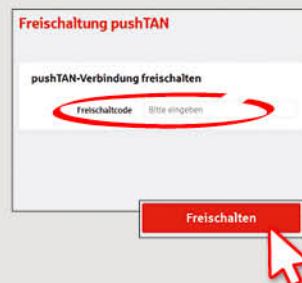 Freischaltung pushTAN
pushTAN-Verbindung freischalten
Freischaltcode Bitte eingeben
Freischalten